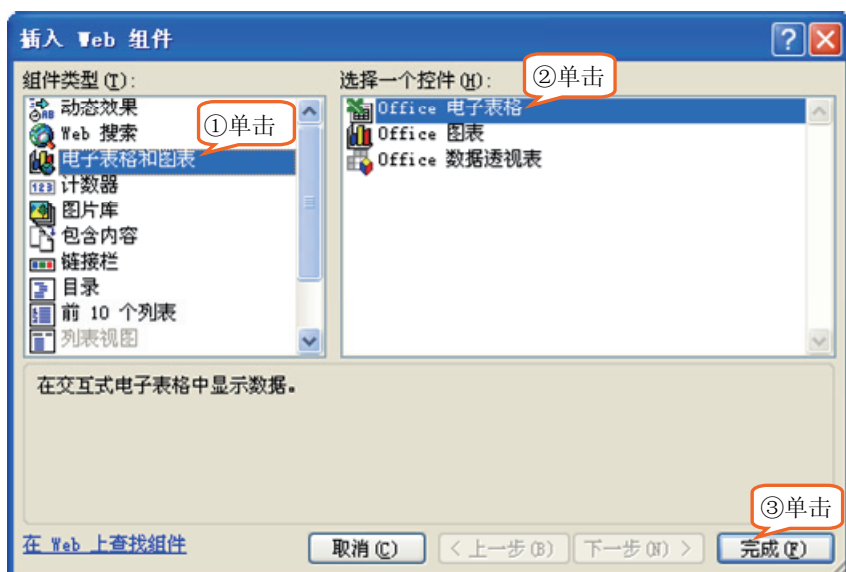 插入 Web 组件
组件类型(T):
选择一个控件(H):
②单击
动态效果
Web 搜索
①单击
电子表格和图表
计数器
图片库
包含内容
链接栏
目录
前 10 个列表
列表视图
Office 电子表格
Office 图表
Office 数据透视表
在交互式电子表格中显示数据。
③单击
在 Web 上查找组件
取消(C)
< 上一步(B)
下一步(N) >
完成(F)